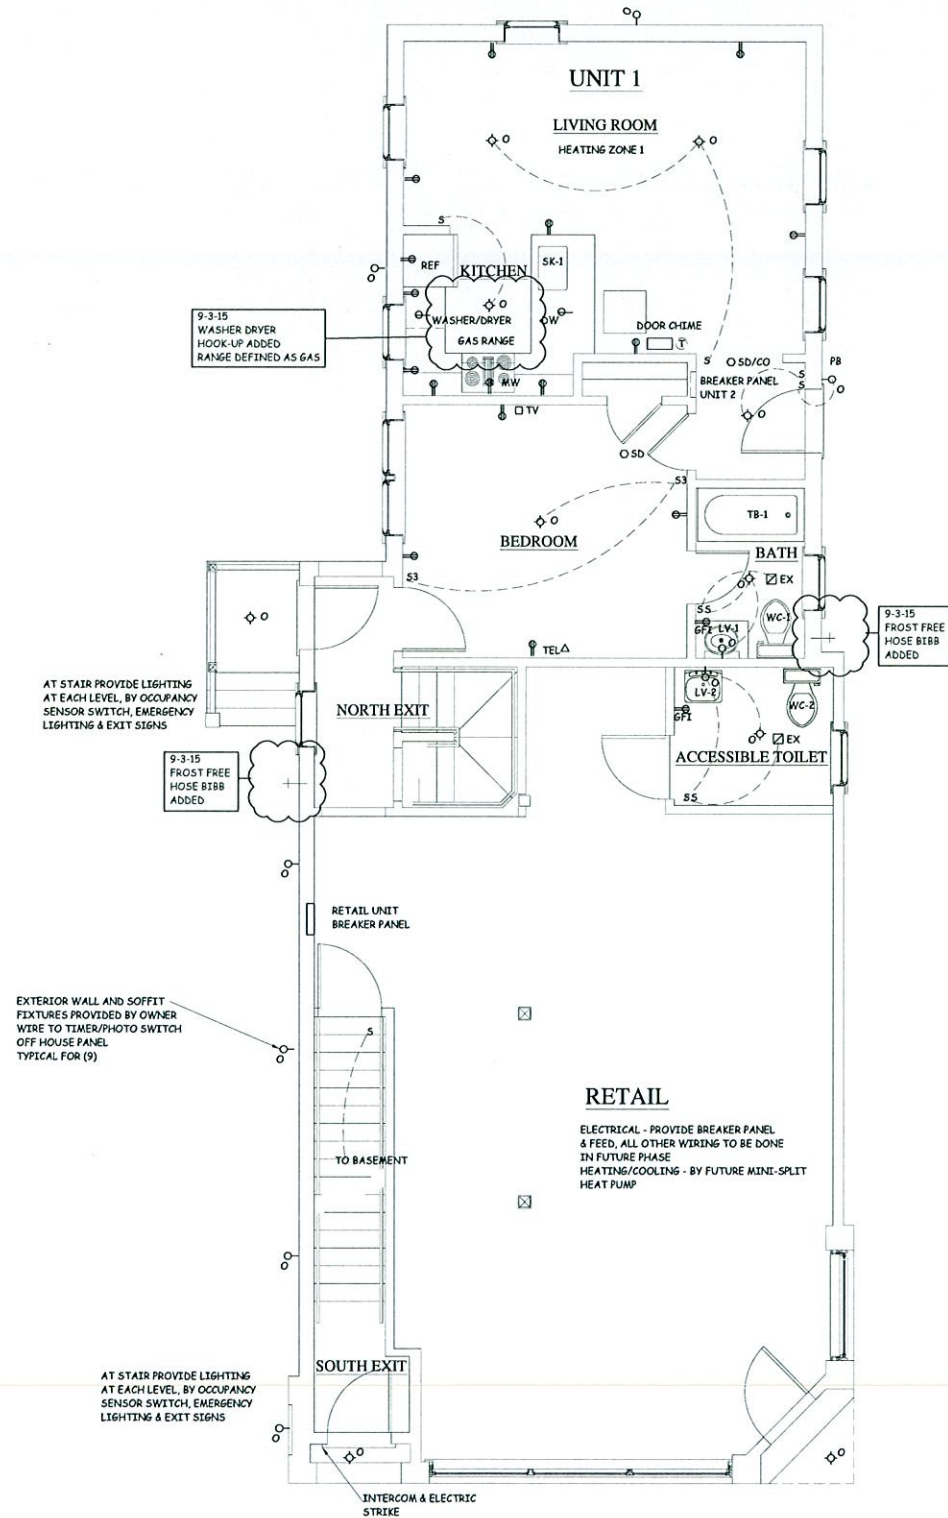 O
UNIT 1
LIVING ROOM
HEATING ZONE 1
O
O
S
REF
KITCHEN
SK-1
O
O
WASHER/DRYER
GAS RANGE
DW
MW
9-3-15
WASHER DRYER
HOOK-UP ADDED
RANGE DEFINED AS GAS
DOOR CHIME
T
S
SD/CO
PB
BREAKER PANEL
UNIT 2
S
S
O
O
TV
SD
S3
TB-1
O
BEDROOM
BATH
S3
O
EX
SS
GFI
LV-1
WC-1
O
9-3-15
FROST FREE
HOSE BIBB
ADDED
O
TEL
AT STAIR PROVIDE LIGHTING
AT EACH LEVEL, BY OCCUPANCY
SENSOR SWITCH, EMERGENCY
LIGHTING & EXIT SIGNS
NORTH EXIT
LV-2
O
GFI
WC-2
O
EX
ACCESSIBLE TOILET
SS
9-3-15
FROST FREE
HOSE BIBB
ADDED
O
RETAIL UNIT
BREAKER PANEL
EXTERIOR WALL AND SOFFIT
FIXTURES PROVIDED BY OWNER
WIRE TO TIMER/PHOTO SWITCH
OFF HOUSE PANEL
TYPICAL FOR (9)
O
S
TO BASEMENT
RETAIL
ELECTRICAL - PROVIDE BREAKER PANEL
& FEED, ALL OTHER WIRING TO BE DONE
IN FUTURE PHASE
HEATING/COOLING - BY FUTURE MINI-SPLIT
HEAT PUMP
O
SOUTH EXIT
AT STAIR PROVIDE LIGHTING
AT EACH LEVEL, BY OCCUPANCY
SENSOR SWITCH, EMERGENCY
LIGHTING & EXIT SIGNS
O
O
O
INTERCOM & ELECTRIC
STRIKE